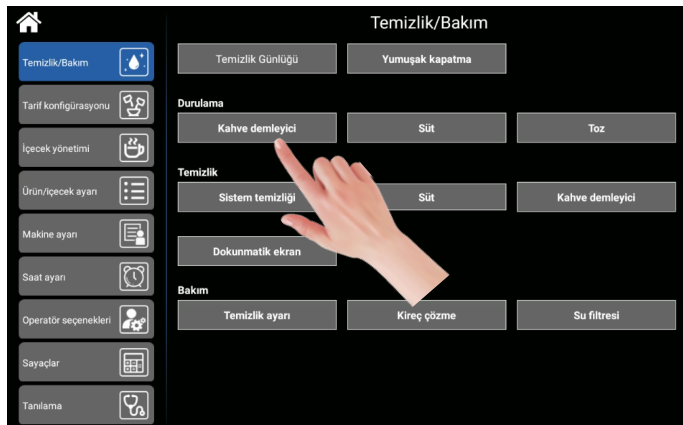 Temizlik/Bakım
Temizlik/Bakım
Tarif konfigürasyonu
İçecek yönetimi
Ürün/içecek ayarı
Makine ayarı
Saat ayarı
Operatör seçenekleri
Sayaçlar
Tanılama
Temizlik Günlüğü
Yumuşak kapatma
Durulama
Kahve demleyici
Süt
Toz
Temizlik
Sistem temizliği
Süt
Kahve demleyici
Dokunmatik ekran
Bakım
Temizlik ayarı
Kireç çözme
Su filtresi